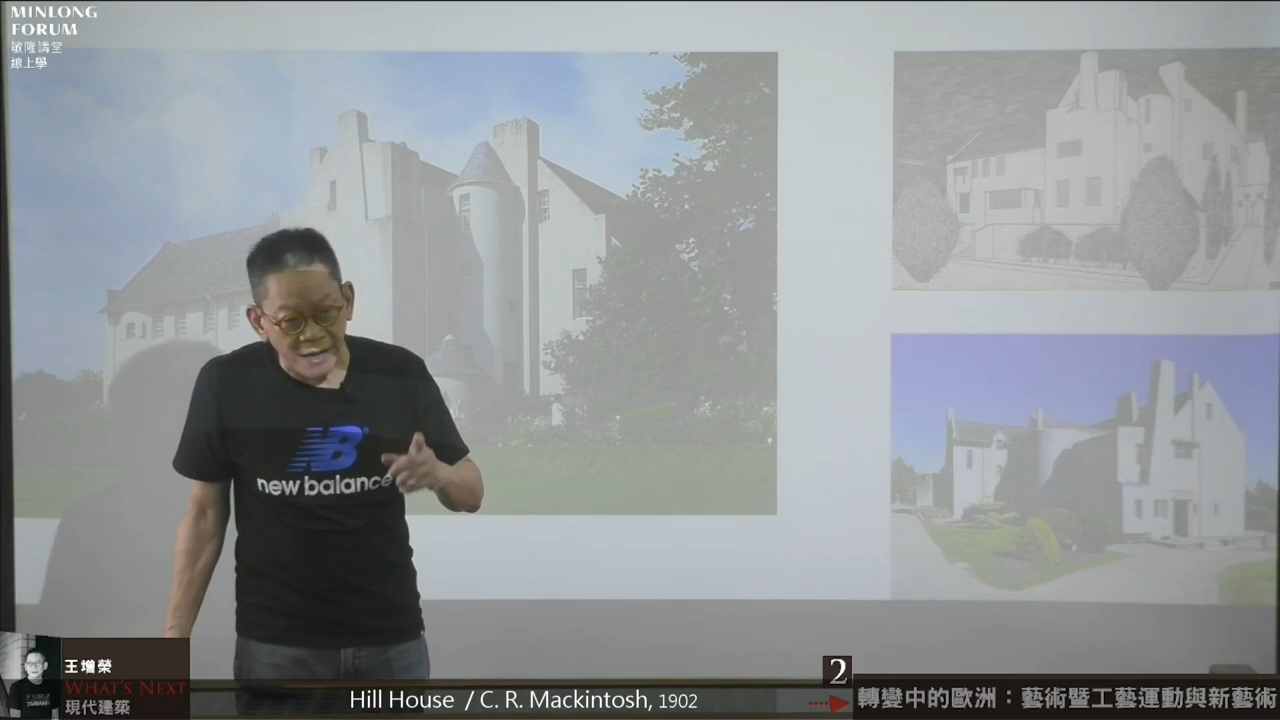 MINLONG
FORUM
敏隆講堂
線上學
new balance
王增榮
WHAT'S NEXT
現代建築
Hill House / C. R. Mackintosh, 1902
2
轉變中的歐洲：藝術暨工藝運動與新藝術